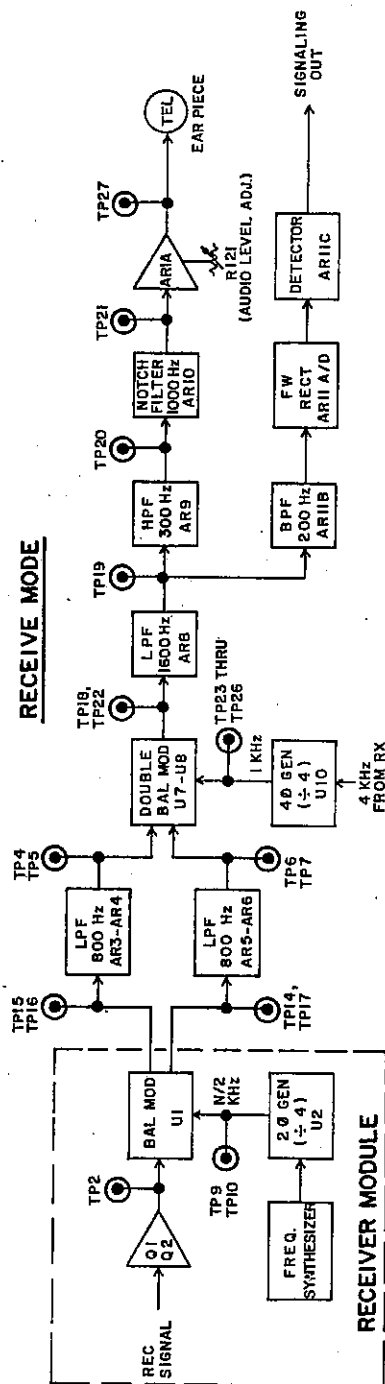 RECEIVE MODE
REC
SIGNAL
Q1
Q2
TP2
BAL MOD
U1
N/2
KHz
TP9
TP10
2Ø GEN
(÷4)
U2
FREQ.
SYNTHESIZER
RECEIVER MODULE
TP15
TP16
TP14,
TP17
LPF
800 Hz
AR3-AR4
LPF
800 Hz
AR5-AR6
TP4
TP5
TP6
TP7
DOUBLE
BAL MOD
U7-U8
1 KHz
TP23 THRU
TP26
4Ø GEN
(÷4)
U10
4 KHz
FROM RX
TP18,
TP22
LPF
1600 Hz
AR8
TP19
HPF
300 Hz
AR9
TP20
NOTCH
FILTER
1000 Hz
AR10
TP21
AR1A
R121
(AUDIO LEVEL ADJ.)
TP27
TEL
EAR PIECE
BPF
200 Hz
AR11B
FW
RECT
AR11 A/D
DETECTOR
AR11C
SIGNALING
OUT